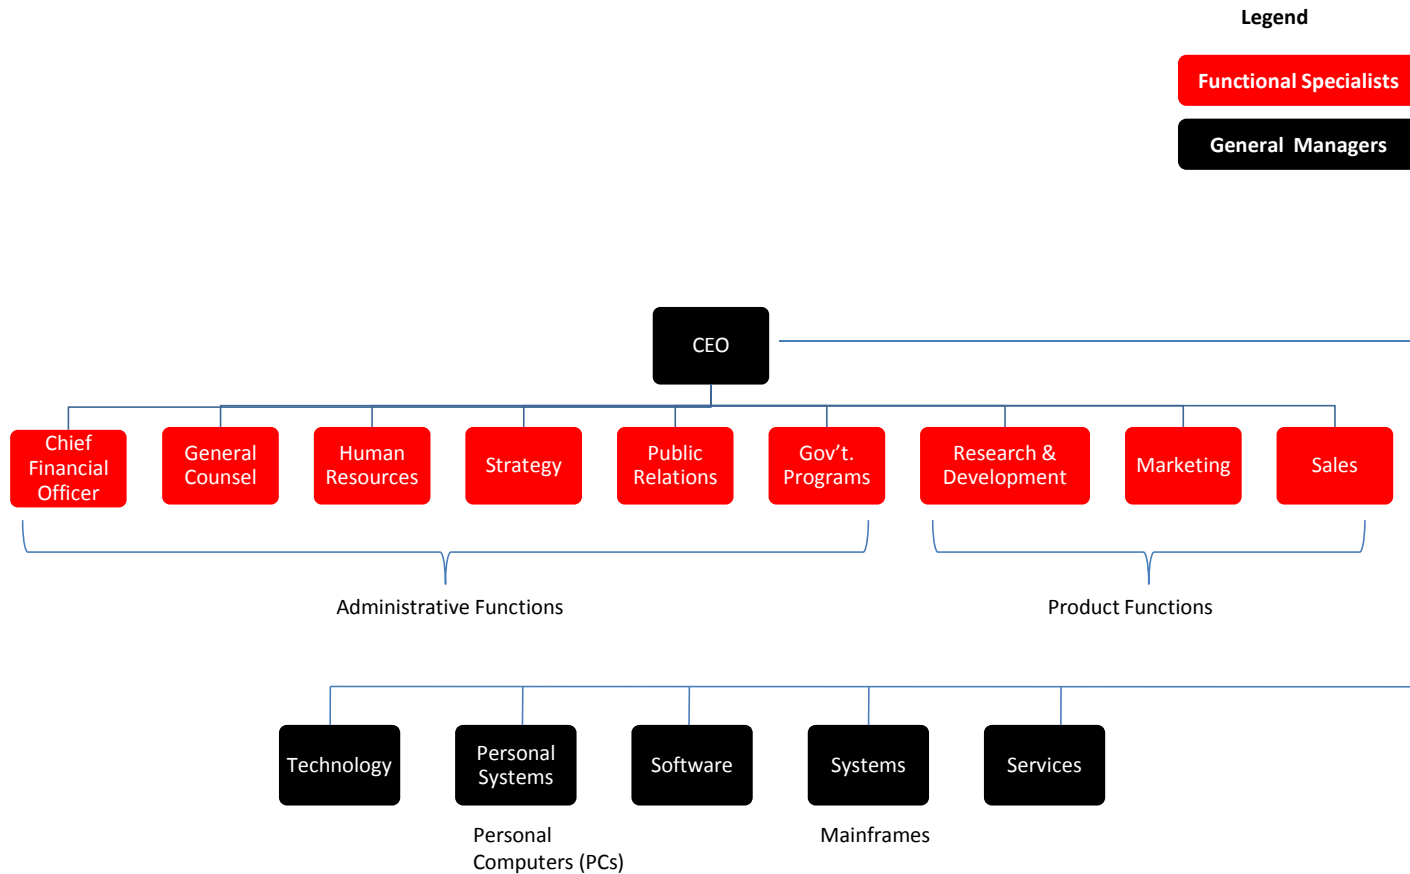 Legend
Functional Specialists
General Managers
CEO
Chief
Financial
Officer
General
Counsel
Human
Resources
Strategy
Public
Relations
Gov’t.
Programs
Research &
Development
Marketing
Sales
Administrative Functions
Product Functions
Technology
Personal
Systems
Software
Systems
Services
Personal
Computers (PCs)
Mainframes